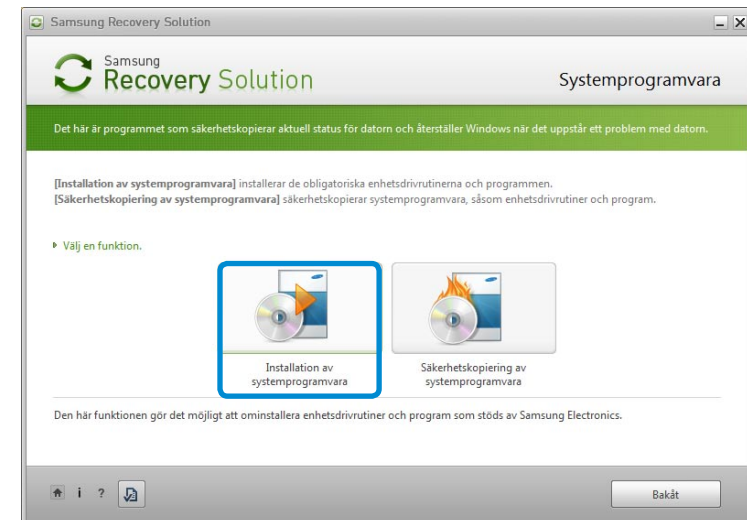 Samsung Recovery Solution
Samsung
Recovery Solution
Systemprogramvara
Det här är programmet som säkerhetskopierar aktuell status för datorn och återställer Windows när det uppstår ett problem med datorn.
[Installation av systemprogramvara] installerar de obligatoriska enhetsdrivrutinerna och programmen.
[Säkerhetskopiering av systemprogramvara] säkerhetskopierar systemprogramvara, såsom enhetsdrivrutiner och program.
Välj en funktion.
Installation av
systemprogramvara
Säkerhetskopiering av
systemprogramvara
Den här funktionen gör det möjligt att ominstallera enhetsdrivrutiner och program som stöds av Samsung Electronics.
i ?
Bakåt